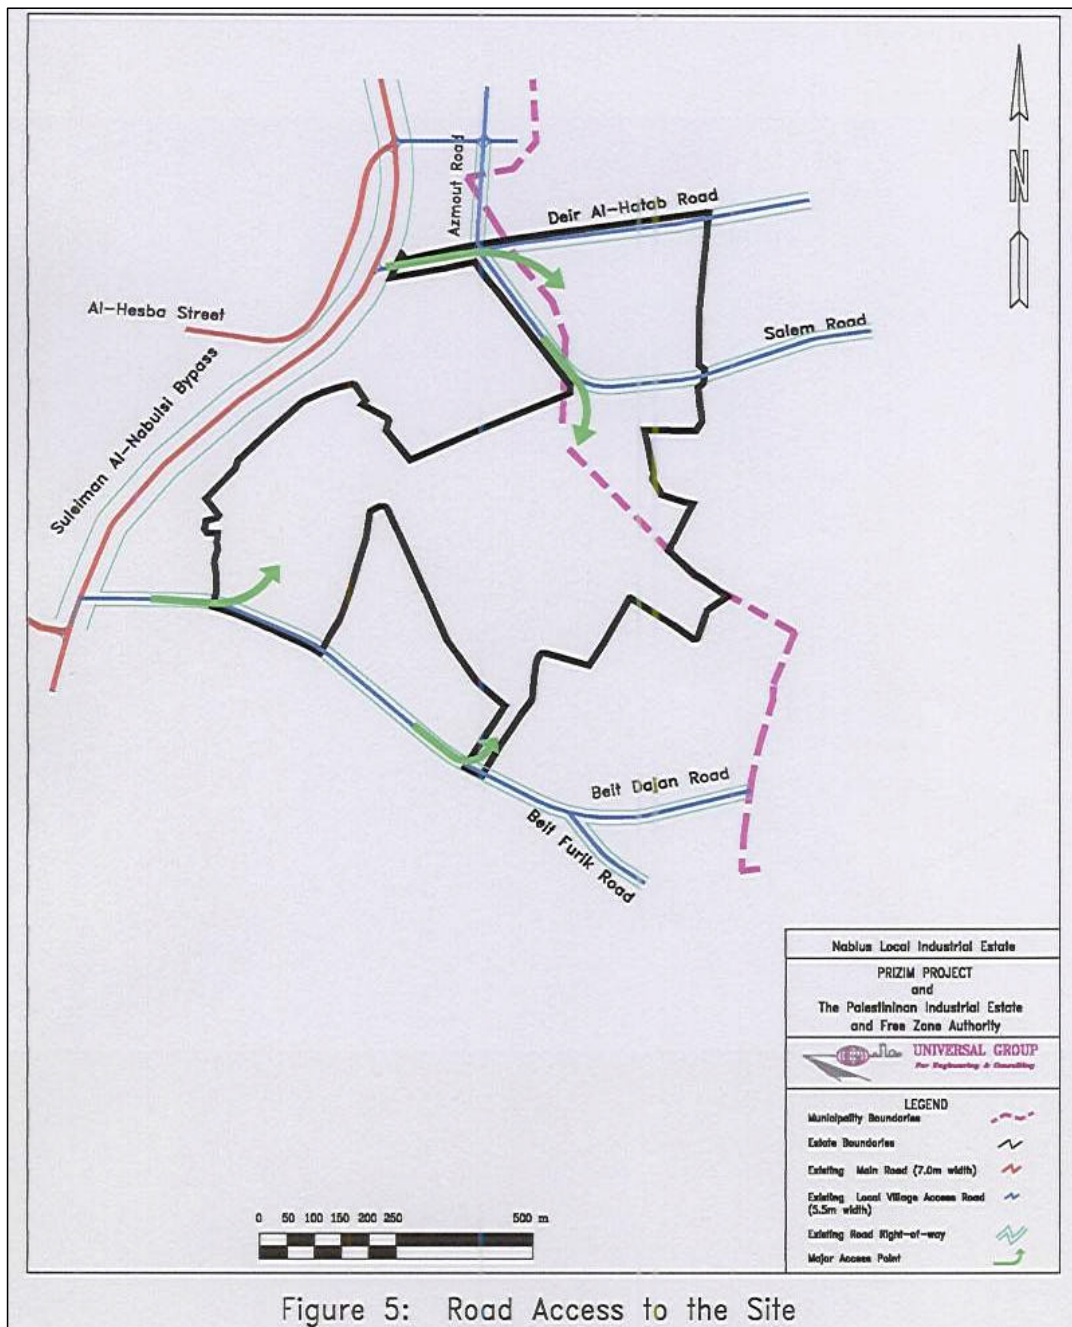 N
Azmout Road
Deir Al-Hatab Road
Al-Hesba Street
Salem Road
Suleiman Al-Nabulsi Bypass
Beit Dajan Road
Beit Furik Road
Nablus Local Industrial Estate
PRIZIM PROJECT
and
The Palestininan Industrial Estate
and Free Zone Authority
UNIVERSAL GROUP
For Engineering & Consulting
LEGEND
Municipality Boundaries
Estate Boundaries
Existing Main Road (7.0m width)
Existing Local Village Access Road
(5.5m width)
Existing Road Right-of-way
Major Access Point
0 50 100 150 200 250 500 m
Figure 5: Road Access to the Site